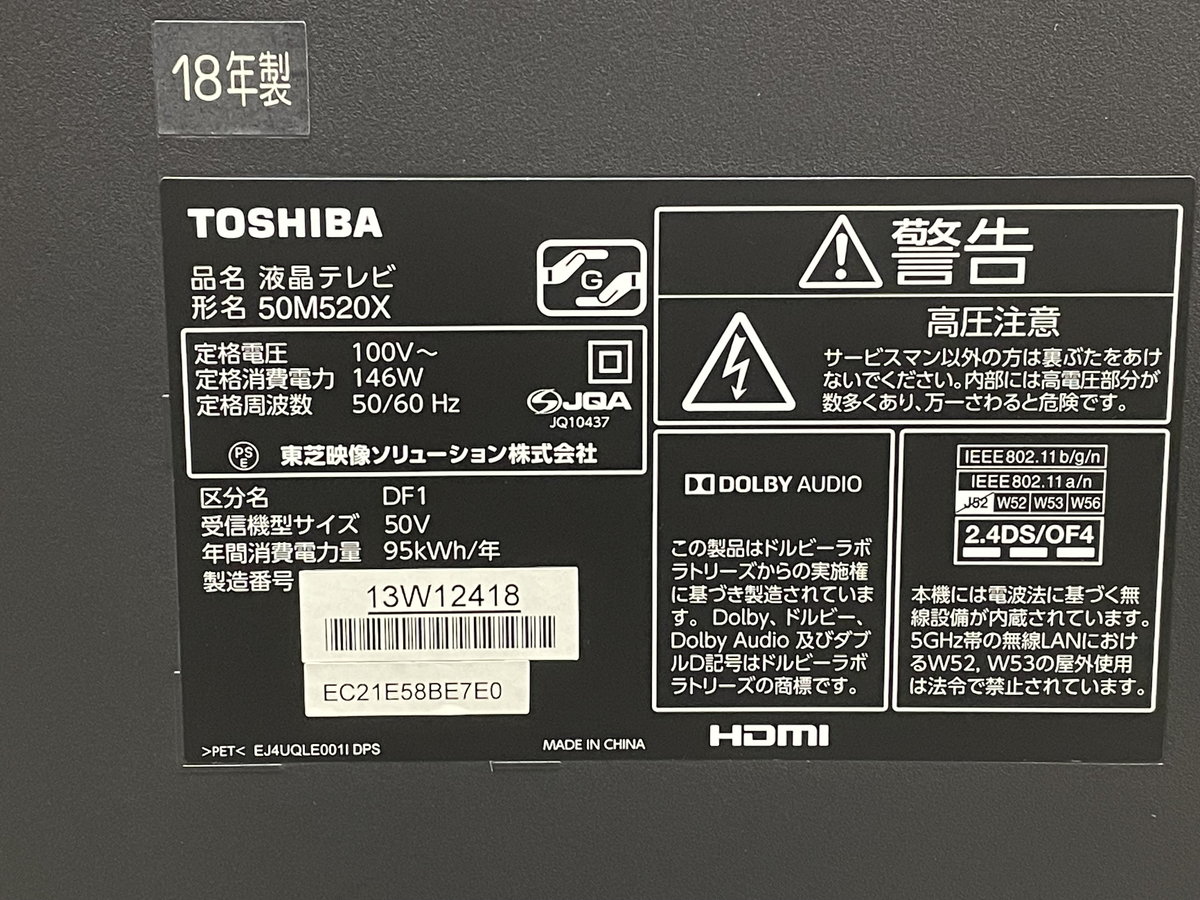 18年製
TOSHIBA
品名 液晶テレビ
形名 50M520X
G
定格電圧 100V～
定格消費電力 146W
定格周波数 50/60 Hz
JQA
JQ10437
PS
E
東芝映像ソリューション株式会社
区分名 DF1
受信機型サイズ 50V
年間消費電力量 95kWh/年
製造番号
13W12418
EC21E58BE7E0
>PET< EJ4UQLE001I DPS
MADE IN CHINA
警告
高圧注意
サービスマン以外の方は裏ぶたをあけ
ないでください。内部には高電圧部分が
数多くあり、万一さわると危険です。
DOLBY AUDIO
この製品はドルビーラボ
ラトリーズからの実施権
に基づき製造されていま
す。Dolby、ドルビー、
Dolby Audio 及びダブ
ルD記号はドルビーラボ
ラトリーズの商標です。
IEEE802.11b/g/n
IEEE802.11a/n
J52 W52 W53 W56
2.4DS/OF4
本機には電波法に基づく無
線設備が内蔵されています。
5GHz帯の無線LANにおけ
るW52, W53の屋外使用
は法令で禁止されています。
HDMI